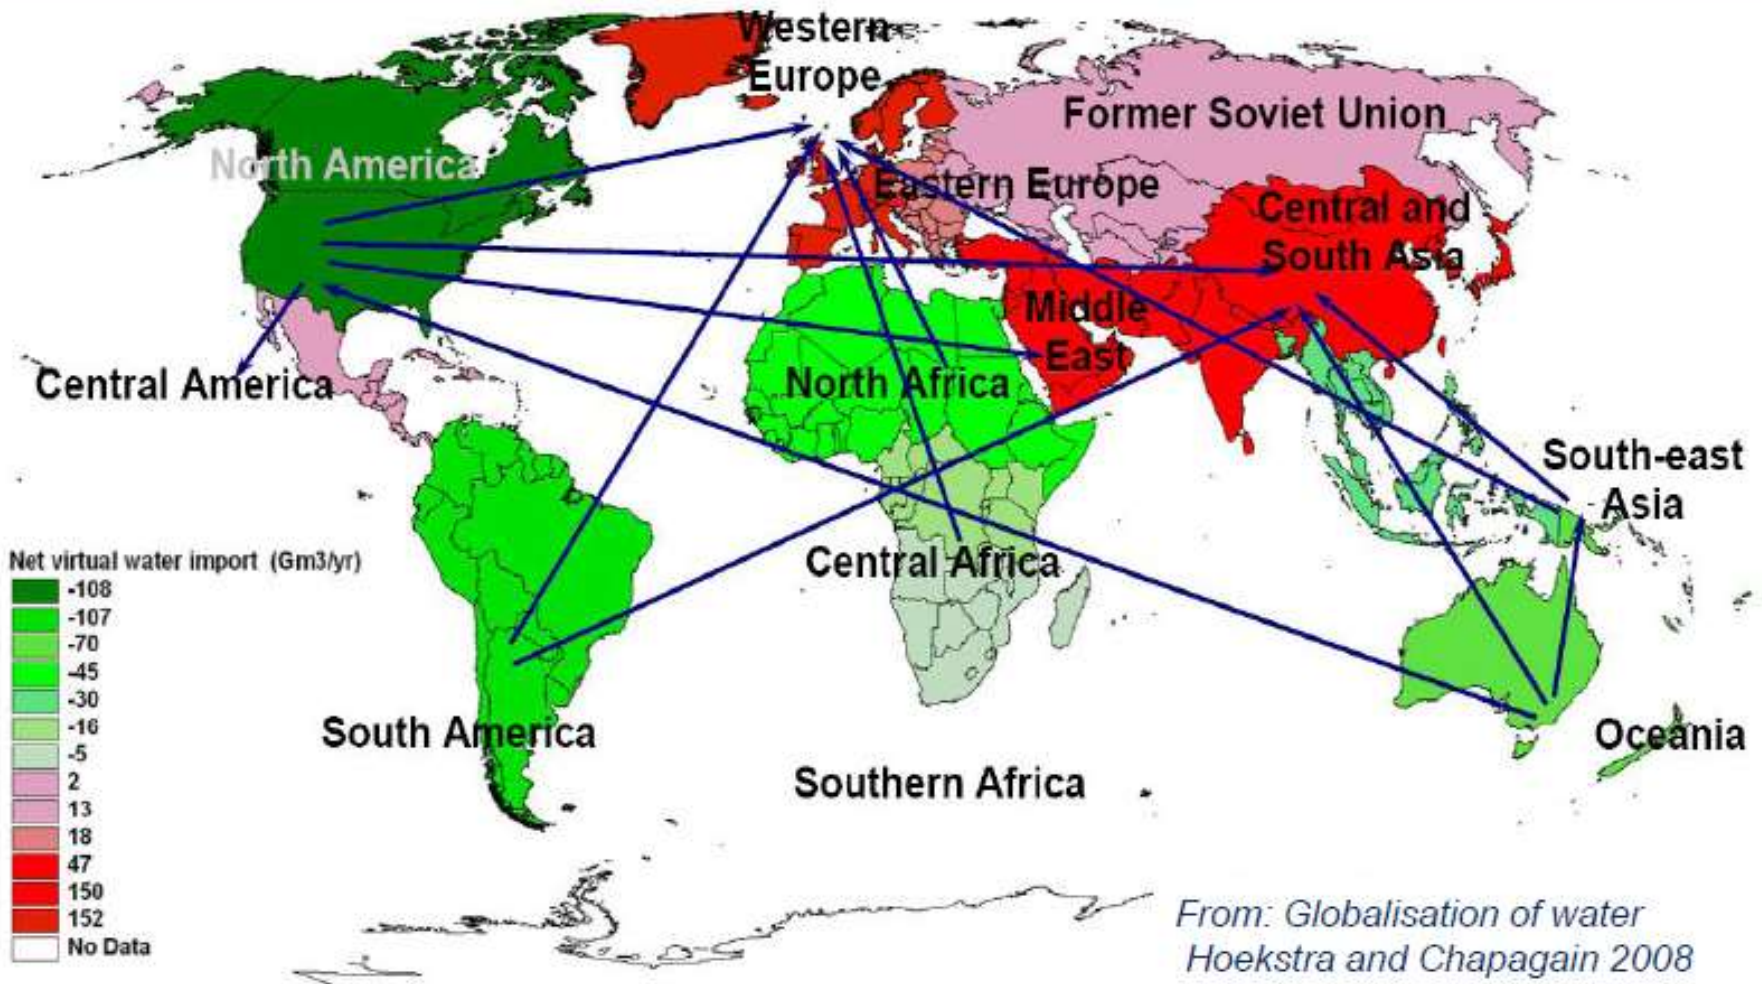 Western
Europe
Former Soviet Union
North America
Eastern Europe
Central and
South Asia
Middle
East
North Africa
Central America
South-east
Asia
Central Africa
South America
Oceania
Southern Africa
Net virtual water import (Gm3/yr)
-108
-107
-70
-45
-30
-16
-5
2
13
18
47
150
152
No Data
From: Globalisation of water
Hoekstra and Chapagain 2008